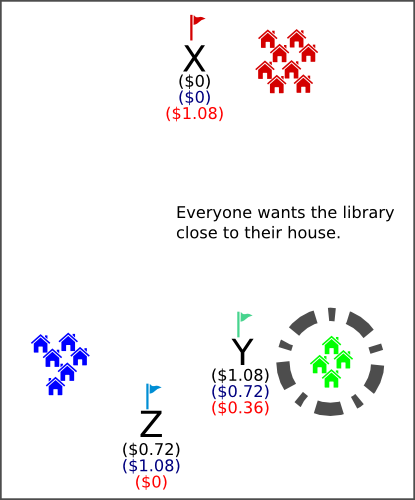 X
($0)
($0)
($1.08)
Everyone wants the library
close to their house.
Y
($1.08)
($0.72)
($0.36)
Z
($0.72)
($1.08)
($0)